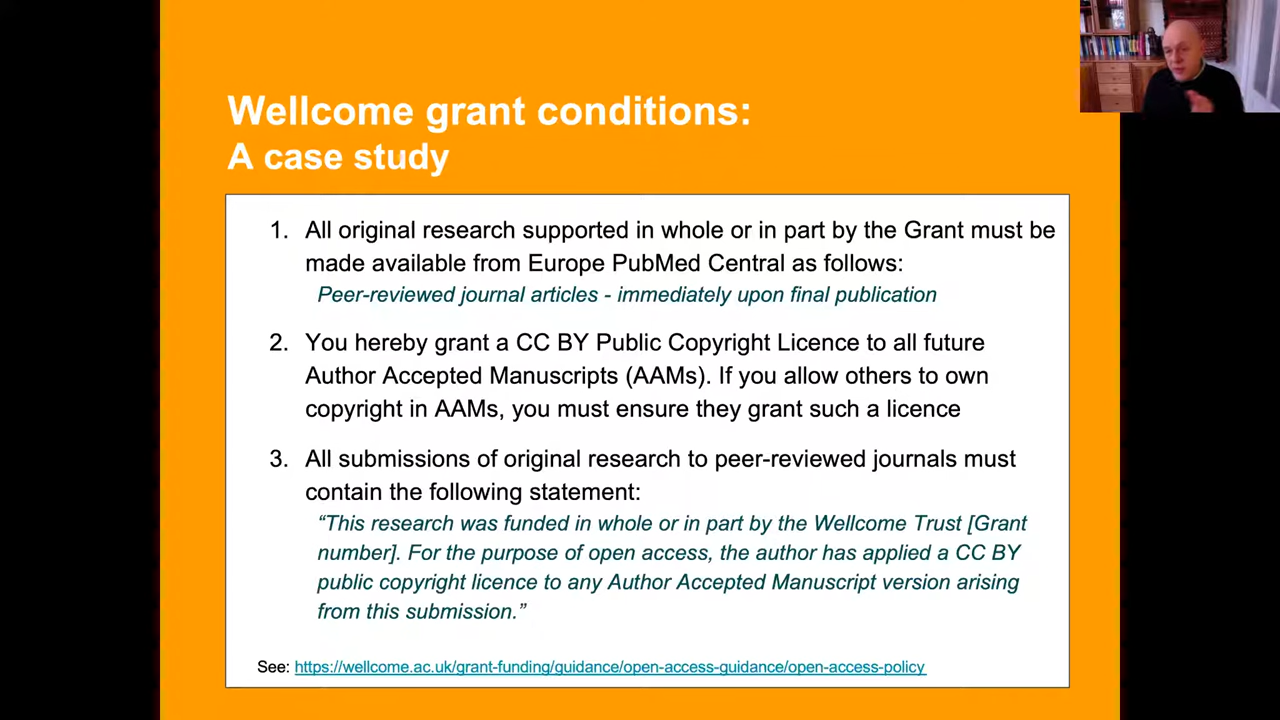 Wellcome grant conditions:
A case study
1. All original research supported in whole or in part by the Grant must be
made available from Europe PubMed Central as follows:
Peer-reviewed journal articles - immediately upon final publication
2. You hereby grant a CC BY Public Copyright Licence to all future
Author Accepted Manuscripts (AAMs). If you allow others to own
copyright in AAMs, you must ensure they grant such a licence
3. All submissions of original research to peer-reviewed journals must
contain the following statement:
“This research was funded in whole or in part by the Wellcome Trust [Grant
number]. For the purpose of open access, the author has applied a CC BY
public copyright licence to any Author Accepted Manuscript version arising
from this submission.”
See: https://wellcome.ac.uk/grant-funding/guidance/open-access-guidance/open-access-policy